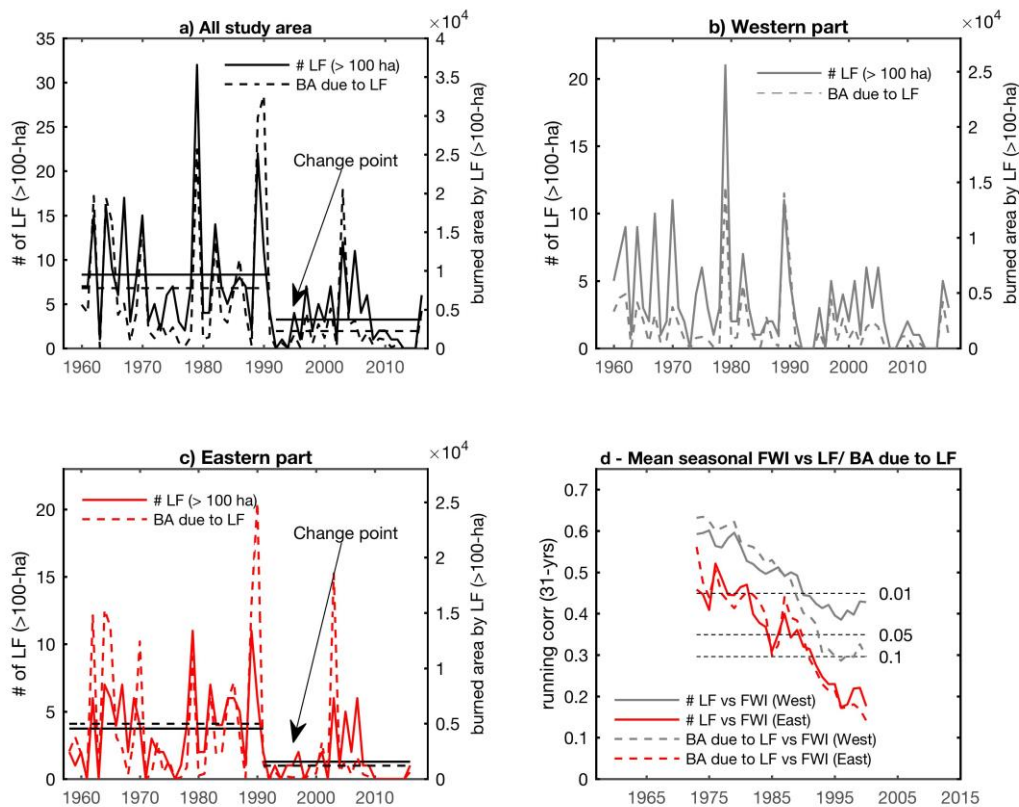 a) All study area
×10⁴
# LF (> 100 ha)
BA due to LF
Change point
# of LF (>100-ha)
burned area by LF (>100-ha)
35
30
25
20
15
10
5
0
4
3.5
3
2.5
2
1.5
1
0.5
0
1960 1970 1980 1990 2000 2010
b) Western part
×10⁴
# LF (> 100 ha)
BA due to LF
# of LF (>100-ha)
burned area by LF (>100-ha)
20
15
10
5
0
2.5
2
1.5
1
0.5
0
1960 1970 1980 1990 2000 2010
c) Eastern part
×10⁴
# LF (> 100 ha)
BA due to LF
Change point
# of LF (>100-ha)
burned area by LF (>100-ha)
20
15
10
5
0
2.5
2
1.5
1
0.5
0
1960 1970 1980 1990 2000 2010
d - Mean seasonal FWI vs LF/ BA due to LF
running corr (31-yrs)
0.7
0.6
0.5
0.4
0.3
0.2
0.1
0
0.01
0.05
0.1
# LF vs FWI (West)
# LF vs FWI (East)
BA due to LF vs FWI (West)
BA due to LF vs FWI (East)
1965 1975 1985 1995 2005 2015